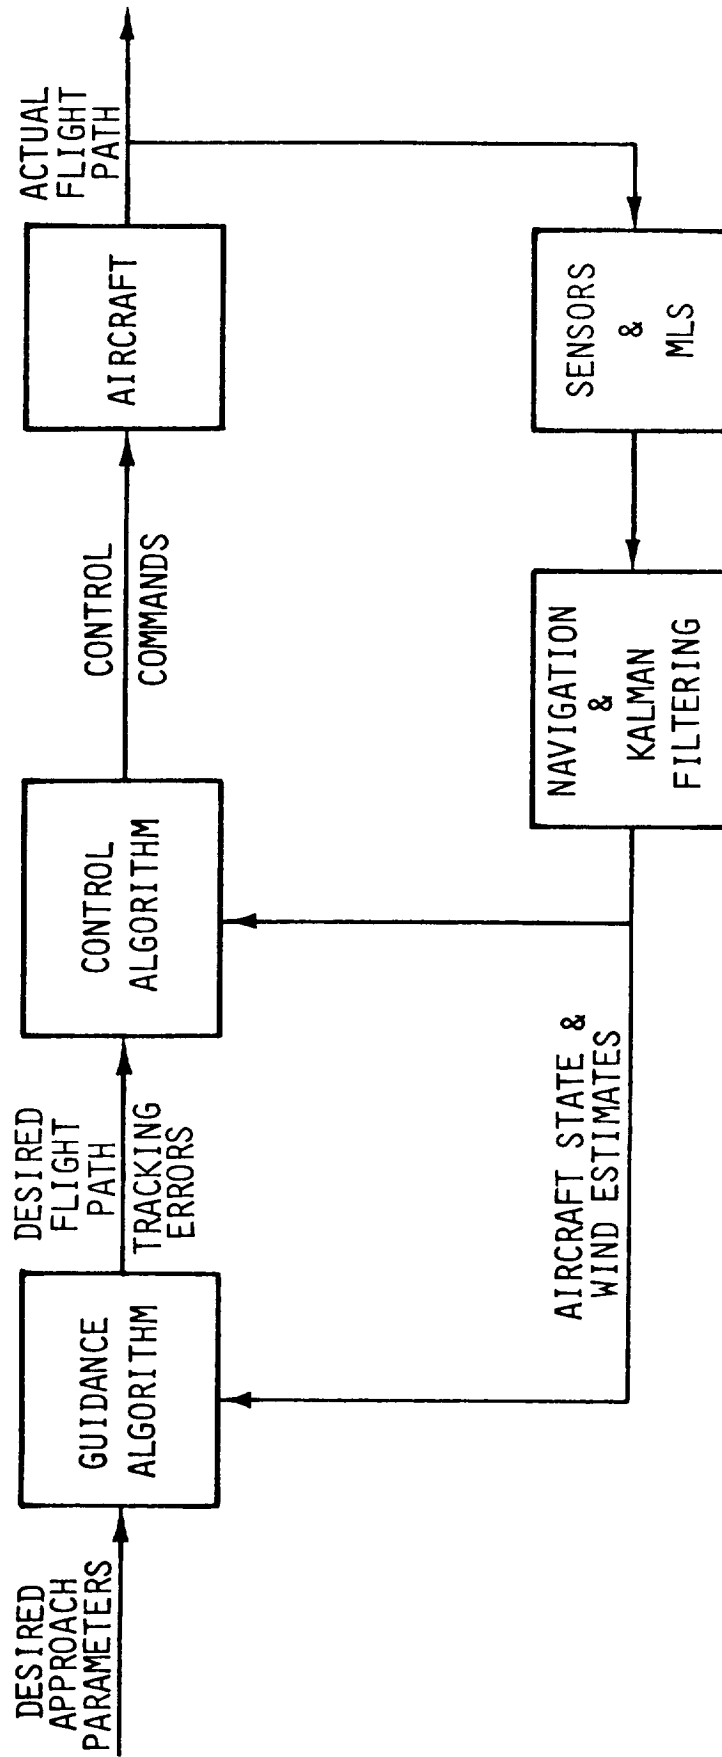 DESIRED
APPROACH
PARAMETERS
GUIDANCE
ALGORITHM
DESIRED
FLIGHT
PATH
TRACKING
ERRORS
CONTROL
ALGORITHM
CONTROL
COMMANDS
AIRCRAFT
ACTUAL
FLIGHT
PATH
AIRCRAFT STATE &
WIND ESTIMATES
NAVIGATION
&
KALMAN
FILTERING
SENSORS
&
MLS